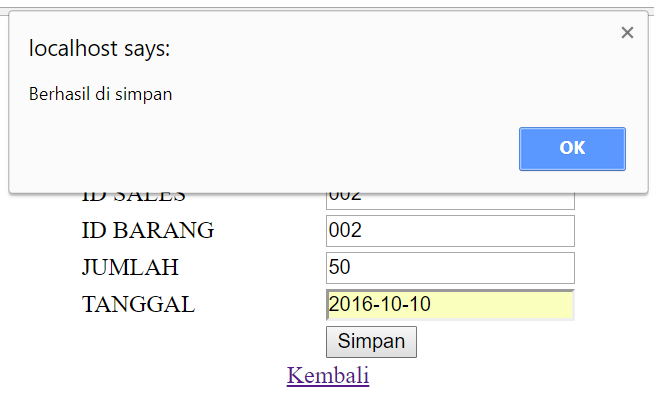 localhost says:
Berhasil di simpan
OK
ID SALES 002
ID BARANG 002
JUMLAH 50
TANGGAL 2016-10-10
Simpan
Kembali